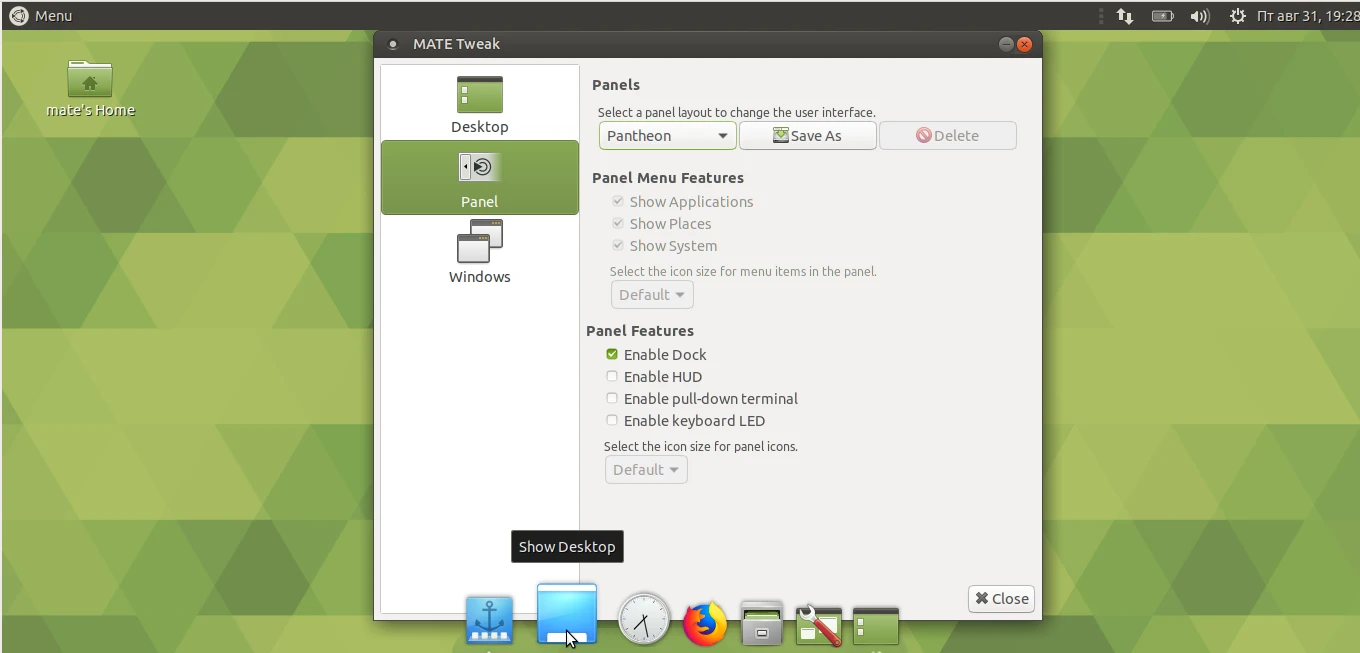 Menu
Пт авг 31, 19:28
mate's Home
MATE Tweak
Desktop
Panel
Windows
Panels
Select a panel layout to change the user interface.
Pantheon Save As Delete
Panel Menu Features
Show Applications
Show Places
Show System
Select the icon size for menu items in the panel.
Default
Panel Features
Enable Dock
Enable HUD
Enable pull-down terminal
Enable keyboard LED
Select the icon size for panel icons.
Default
Show Desktop
Close